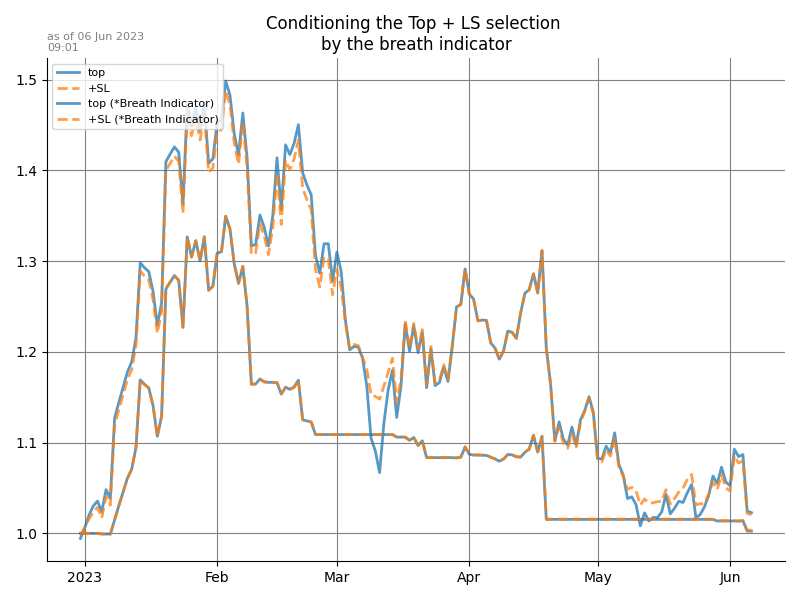 Conditioning the Top + LS selection
by the breath indicator
as of 06 Jun 2023
09:01
top
+SL
top (*Breath Indicator)
+SL (*Breath Indicator)
1.5
1.4
1.3
1.2
1.1
1.0
2023 Feb Mar Apr May Jun